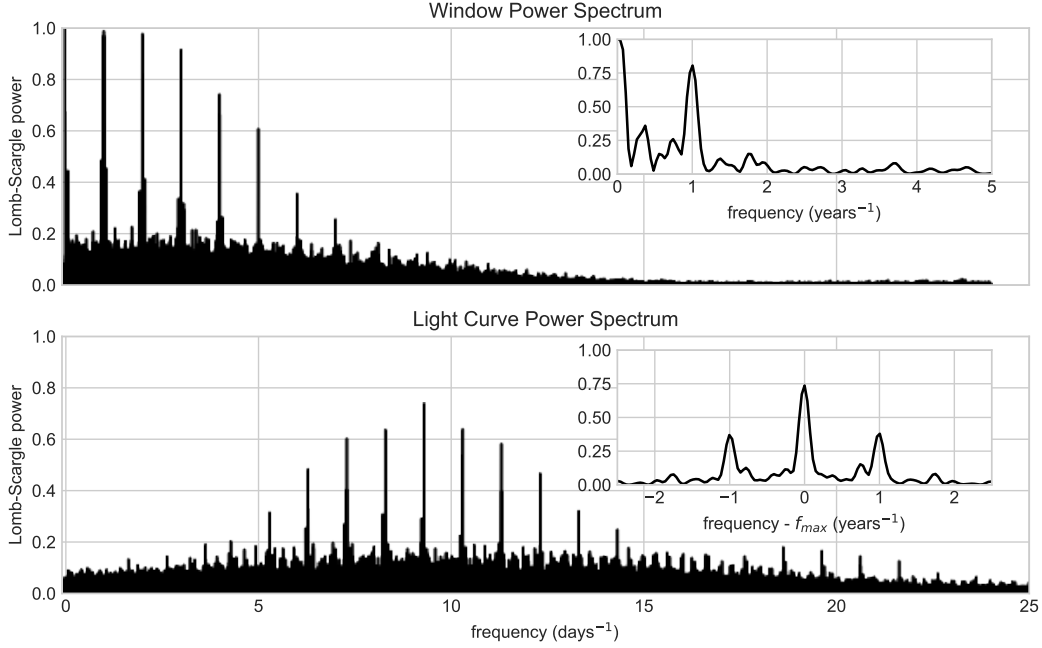 Window Power Spectrum
Lomb-Scargle power
1.0
0.8
0.6
0.4
0.2
0.0
1.00
0.75
0.50
0.25
0.00
0 1 2 3 4 5
frequency (years⁻¹)
Light Curve Power Spectrum
Lomb-Scargle power
1.0
0.8
0.6
0.4
0.2
0.0
1.00
0.75
0.50
0.25
0.00
−2 −1 0 1 2
frequency - f_max (years⁻¹)
0 5 10 15 20 25
frequency (days⁻¹)